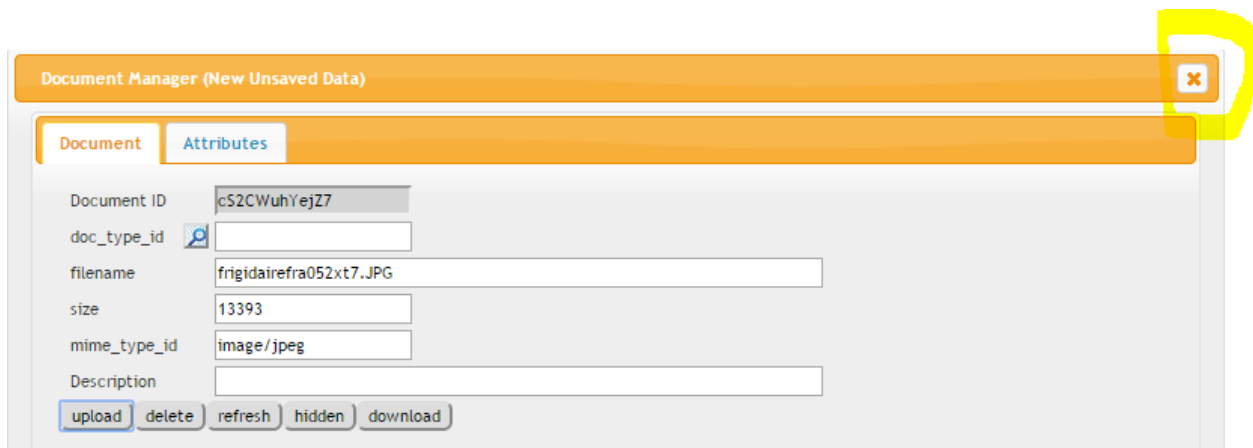 Document Manager (New Unsaved Data)
Document Attributes
Document ID cS2CWuhYejZ7
doc_type_id
filename frigidairefra052xt7.JPG
size 13393
mime_type_id image/jpeg
Description
upload delete refresh hidden download